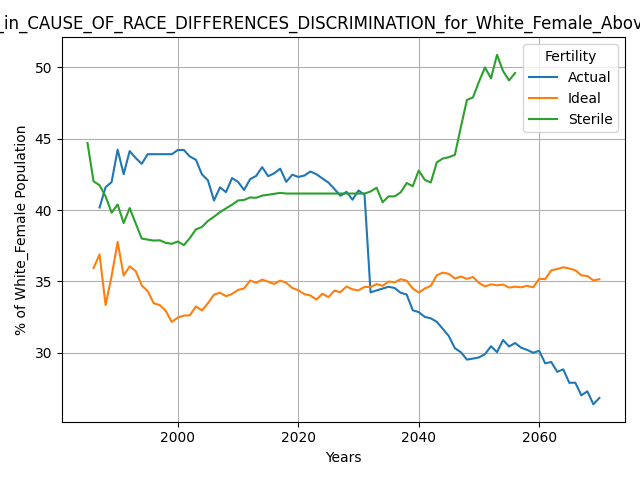 _in_CAUSE_OF_RACE_DIFFERENCES_DISCRIMINATION_for_White_Female_Abov
Fertility
Actual
Ideal
Sterile
% of White_Female Population
50
45
40
35
30
2000
2020
2040
2060
Years